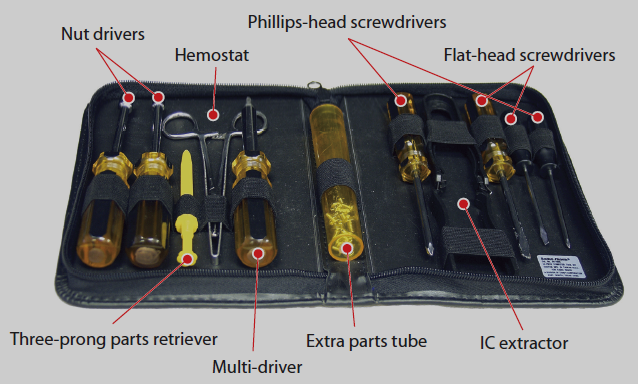 Phillips-head screwdrivers
Nut drivers
Hemostat
Flat-head screwdrivers
Three-prong parts retriever
Multi-driver
Extra parts tube
IC extractor